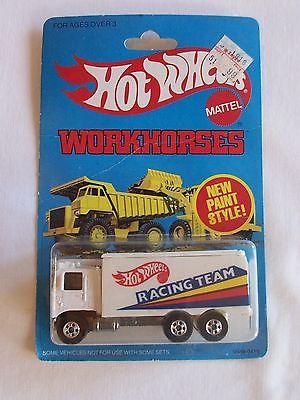 FOR AGES OVER 3
HOT WHEELS
MATTEL
WORKHORSES
NEW
PAINT
STYLE!
Hot Wheels
RACING TEAM
SOME VEHICLES NOT FOR USE WITH SOME SETS.